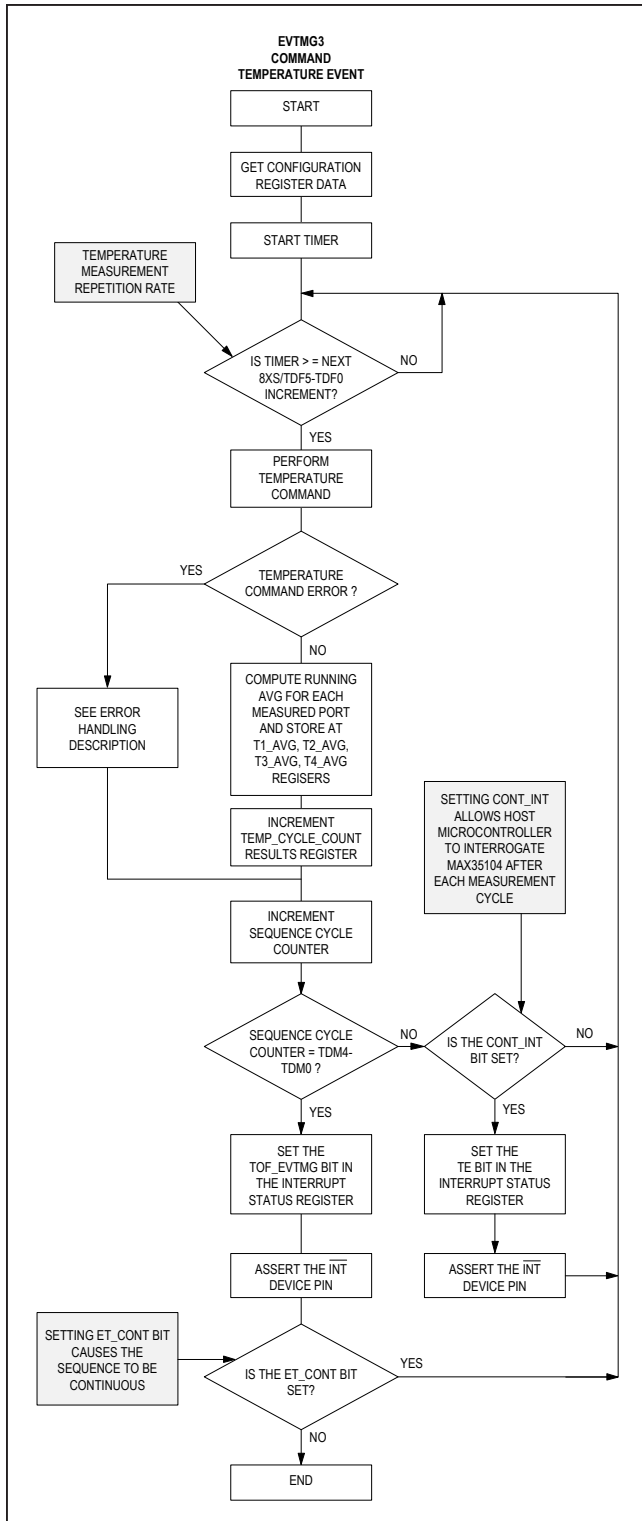 EVTMG3
COMMAND
TEMPERATURE EVENT
START
GET CONFIGURATION
REGISTER DATA
START TIMER
TEMPERATURE
MEASUREMENT
REPETITION RATE
IS TIMER > = NEXT
8XS/TDF5-TDF0
INCREMENT?
NO
YES
PERFORM
TEMPERATURE
COMMAND
YES
TEMPERATURE
COMMAND ERROR ?
NO
SEE ERROR
HANDLING
DESCRIPTION
COMPUTE RUNNING
AVG FOR EACH
MEASURED PORT
AND STORE AT
T1_AVG, T2_AVG,
T3_AVG, T4_AVG
REGISERS
INCREMENT
TEMP_CYCLE_COUNT
RESULTS REGISTER
SETTING CONT_INT
ALLOWS HOST
MICROCONTROLLER
TO INTERROGATE
MAX35104 AFTER
EACH MEASUREMENT
CYCLE
INCREMENT
SEQUENCE CYCLE
COUNTER
SEQUENCE CYCLE
COUNTER = TDM4-
TDM0 ?
NO
IS THE CONT_INT
BIT SET?
NO
YES
YES
SET THE
TOF_EVTMG BIT IN
THE INTERRUPT
STATUS REGISTER
SET THE
TE BIT IN THE
INTERRUPT STATUS
REGISTER
ASSERT THE INT
DEVICE PIN
ASSERT THE INT
DEVICE PIN
SETTING ET_CONT BIT
CAUSES THE
SEQUENCE TO BE
CONTINUOUS
IS THE ET_CONT BIT
SET?
YES
NO
END